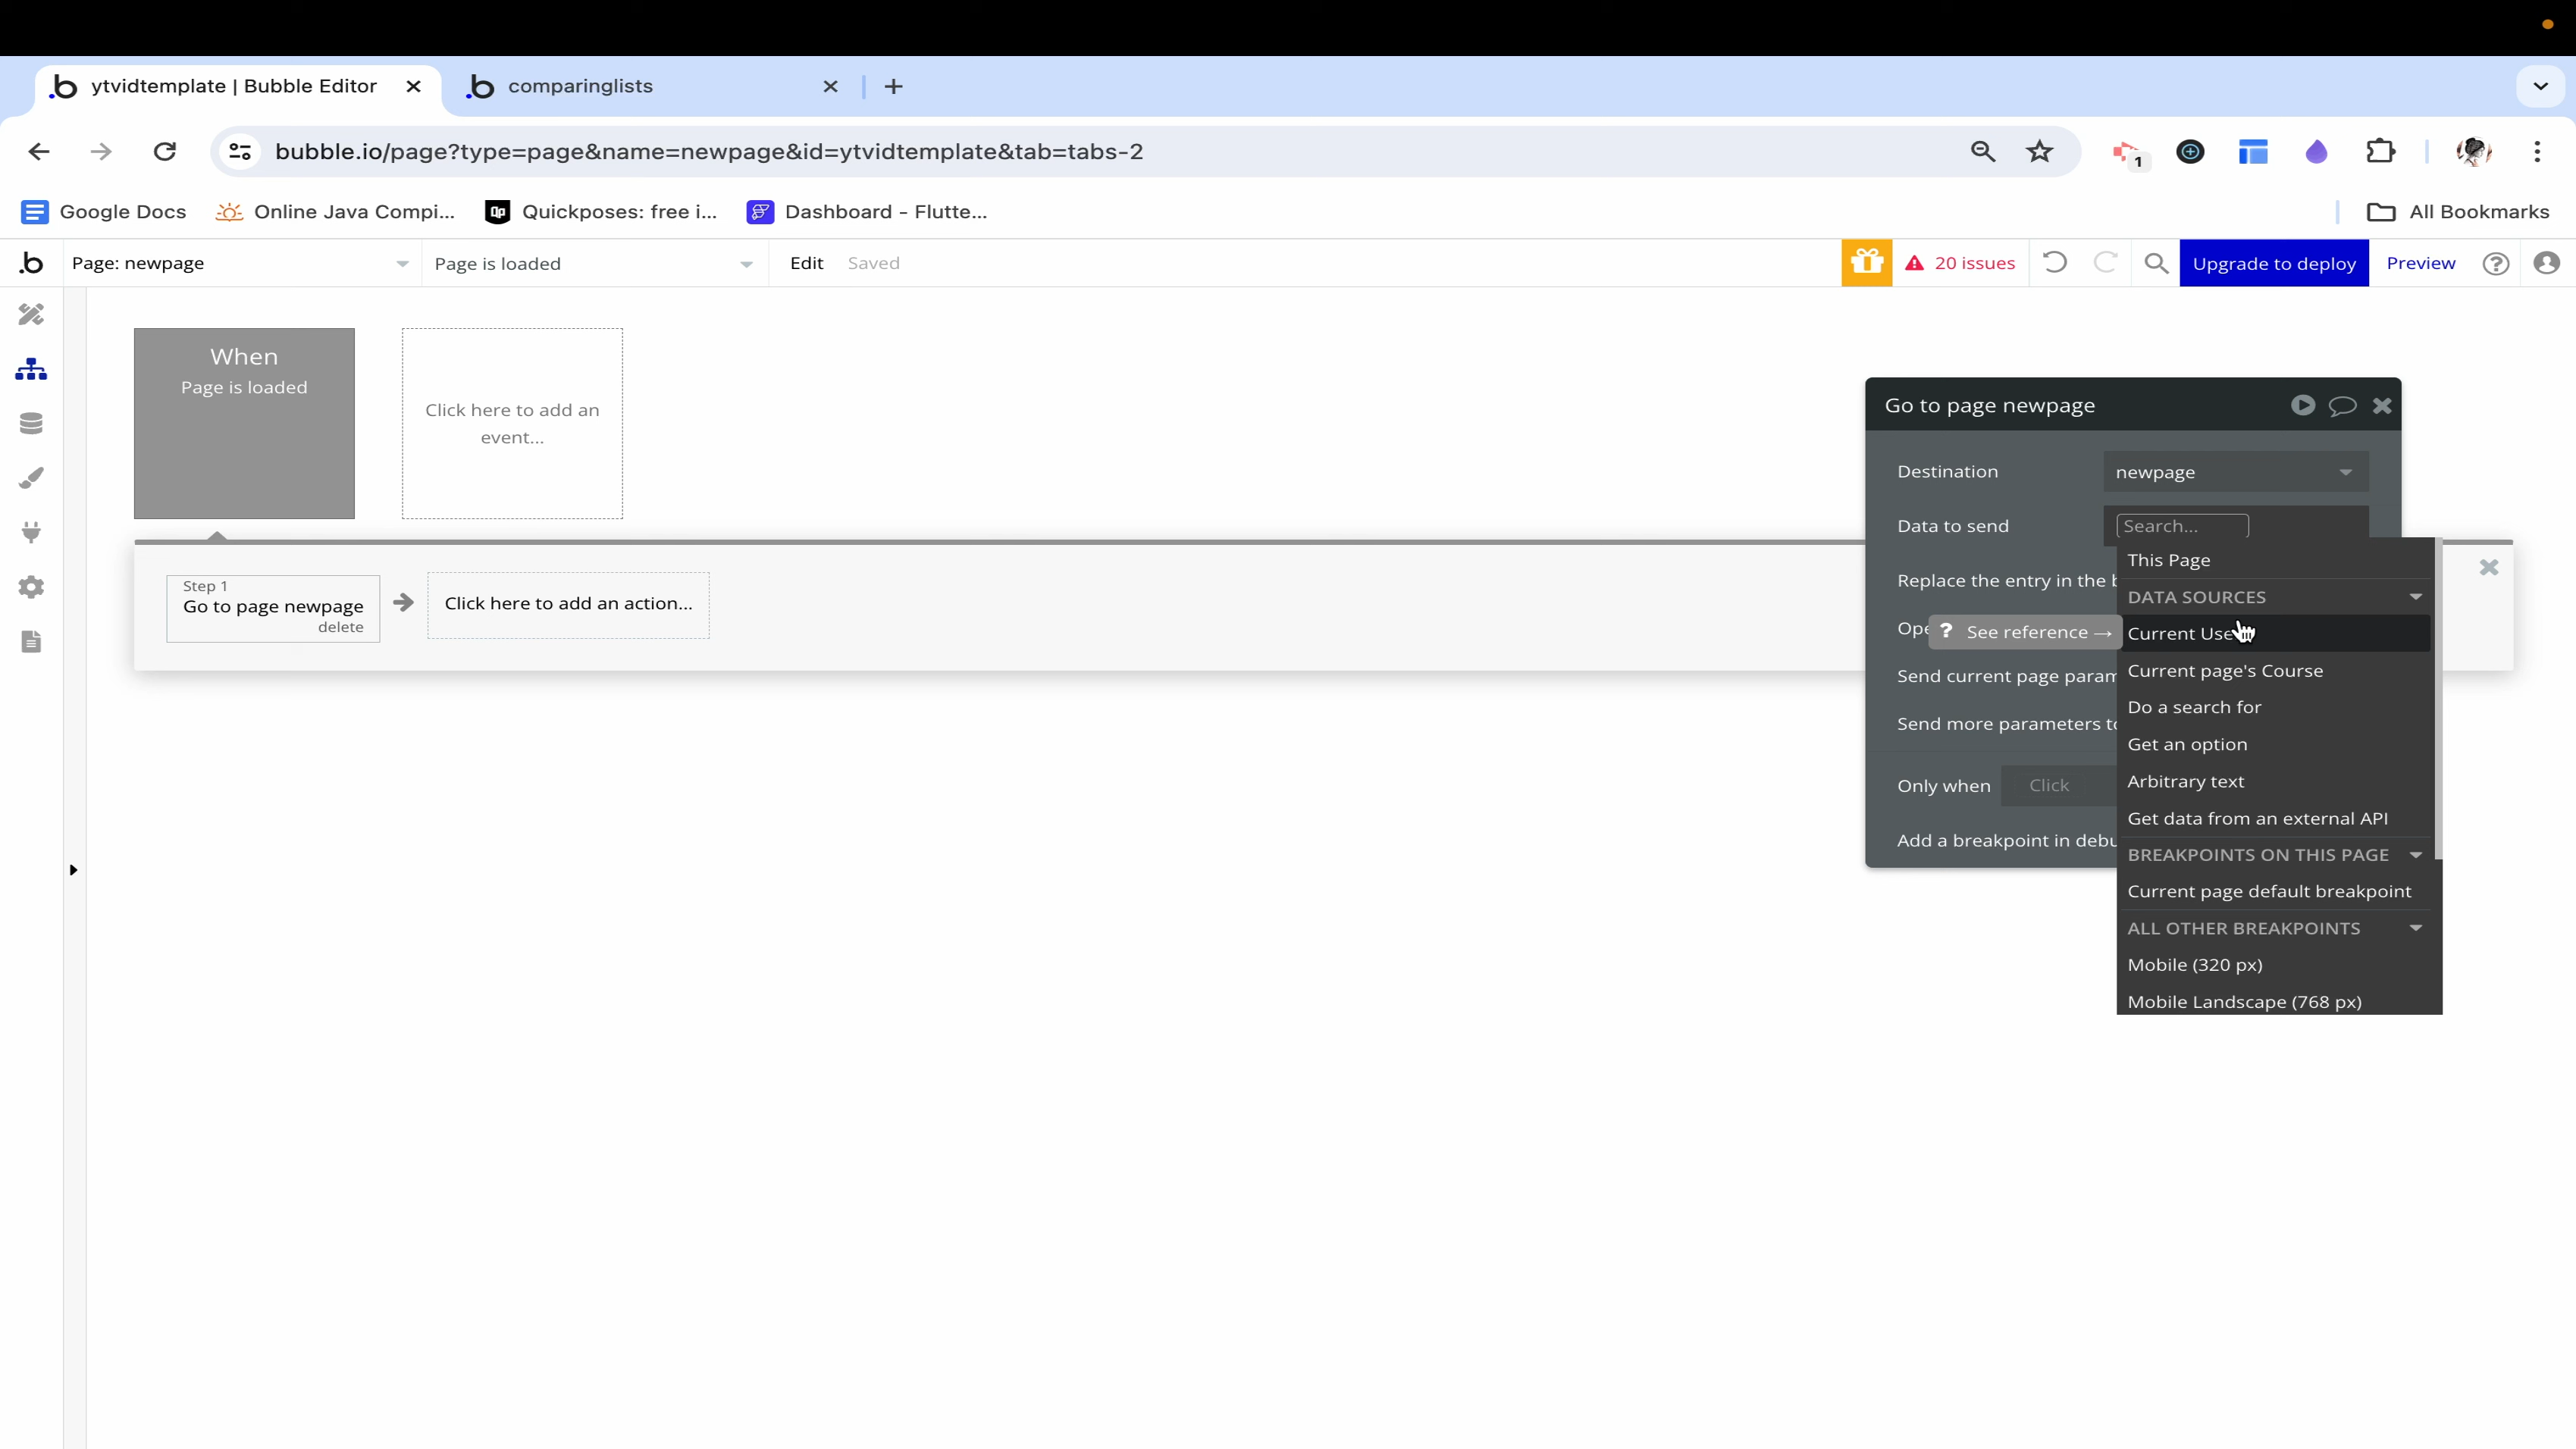 ytvidtemplate | Bubble Editor
comparinglists
bubble.io/page?type=page&name=newpage&id=ytvidtemplate&tab=tabs-2
1
Google Docs
Online Java Compi...
Quickposes: free i...
Dashboard - Flutte...
All Bookmarks
Page: newpage
Page is loaded
Edit
Saved
20 issues
Upgrade to deploy
Preview
When
Page is loaded
Click here to add an
event...
Step 1
Go to page newpage
delete
Click here to add an action...
Go to page newpage
Destination
newpage
Data to send
Search...
Replace the entry in the b
Ope
? See reference →
Send current page param
Send more parameters to
Only when
Click
Add a breakpoint in debu
This Page
DATA SOURCES
Current Use
Current page's Course
Do a search for
Get an option
Arbitrary text
Get data from an external API
BREAKPOINTS ON THIS PAGE
Current page default breakpoint
ALL OTHER BREAKPOINTS
Mobile (320 px)
Mobile Landscape (768 px)